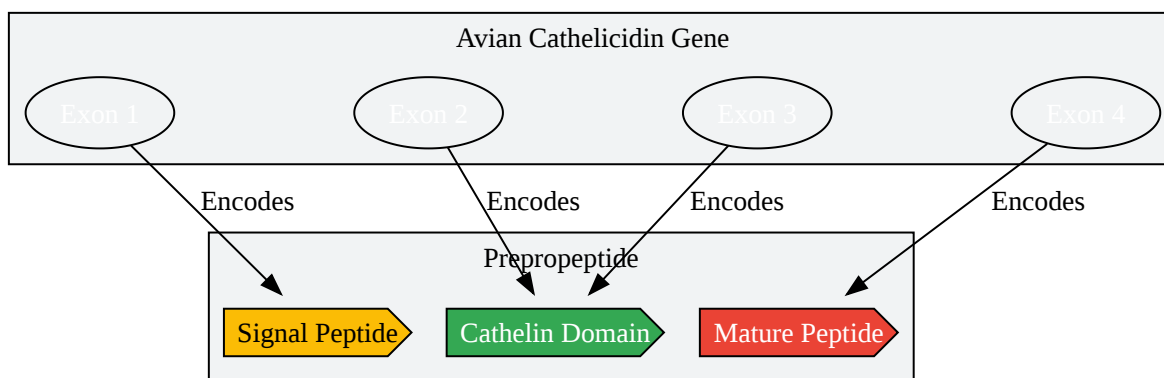 Avian Cathelicidin Gene
Exon 1
Exon 2
Exon 3
Exon 4
Encodes
Encodes
Encodes
Encodes
Prepropeptide
Signal Peptide
Cathelin Domain
Mature Peptide